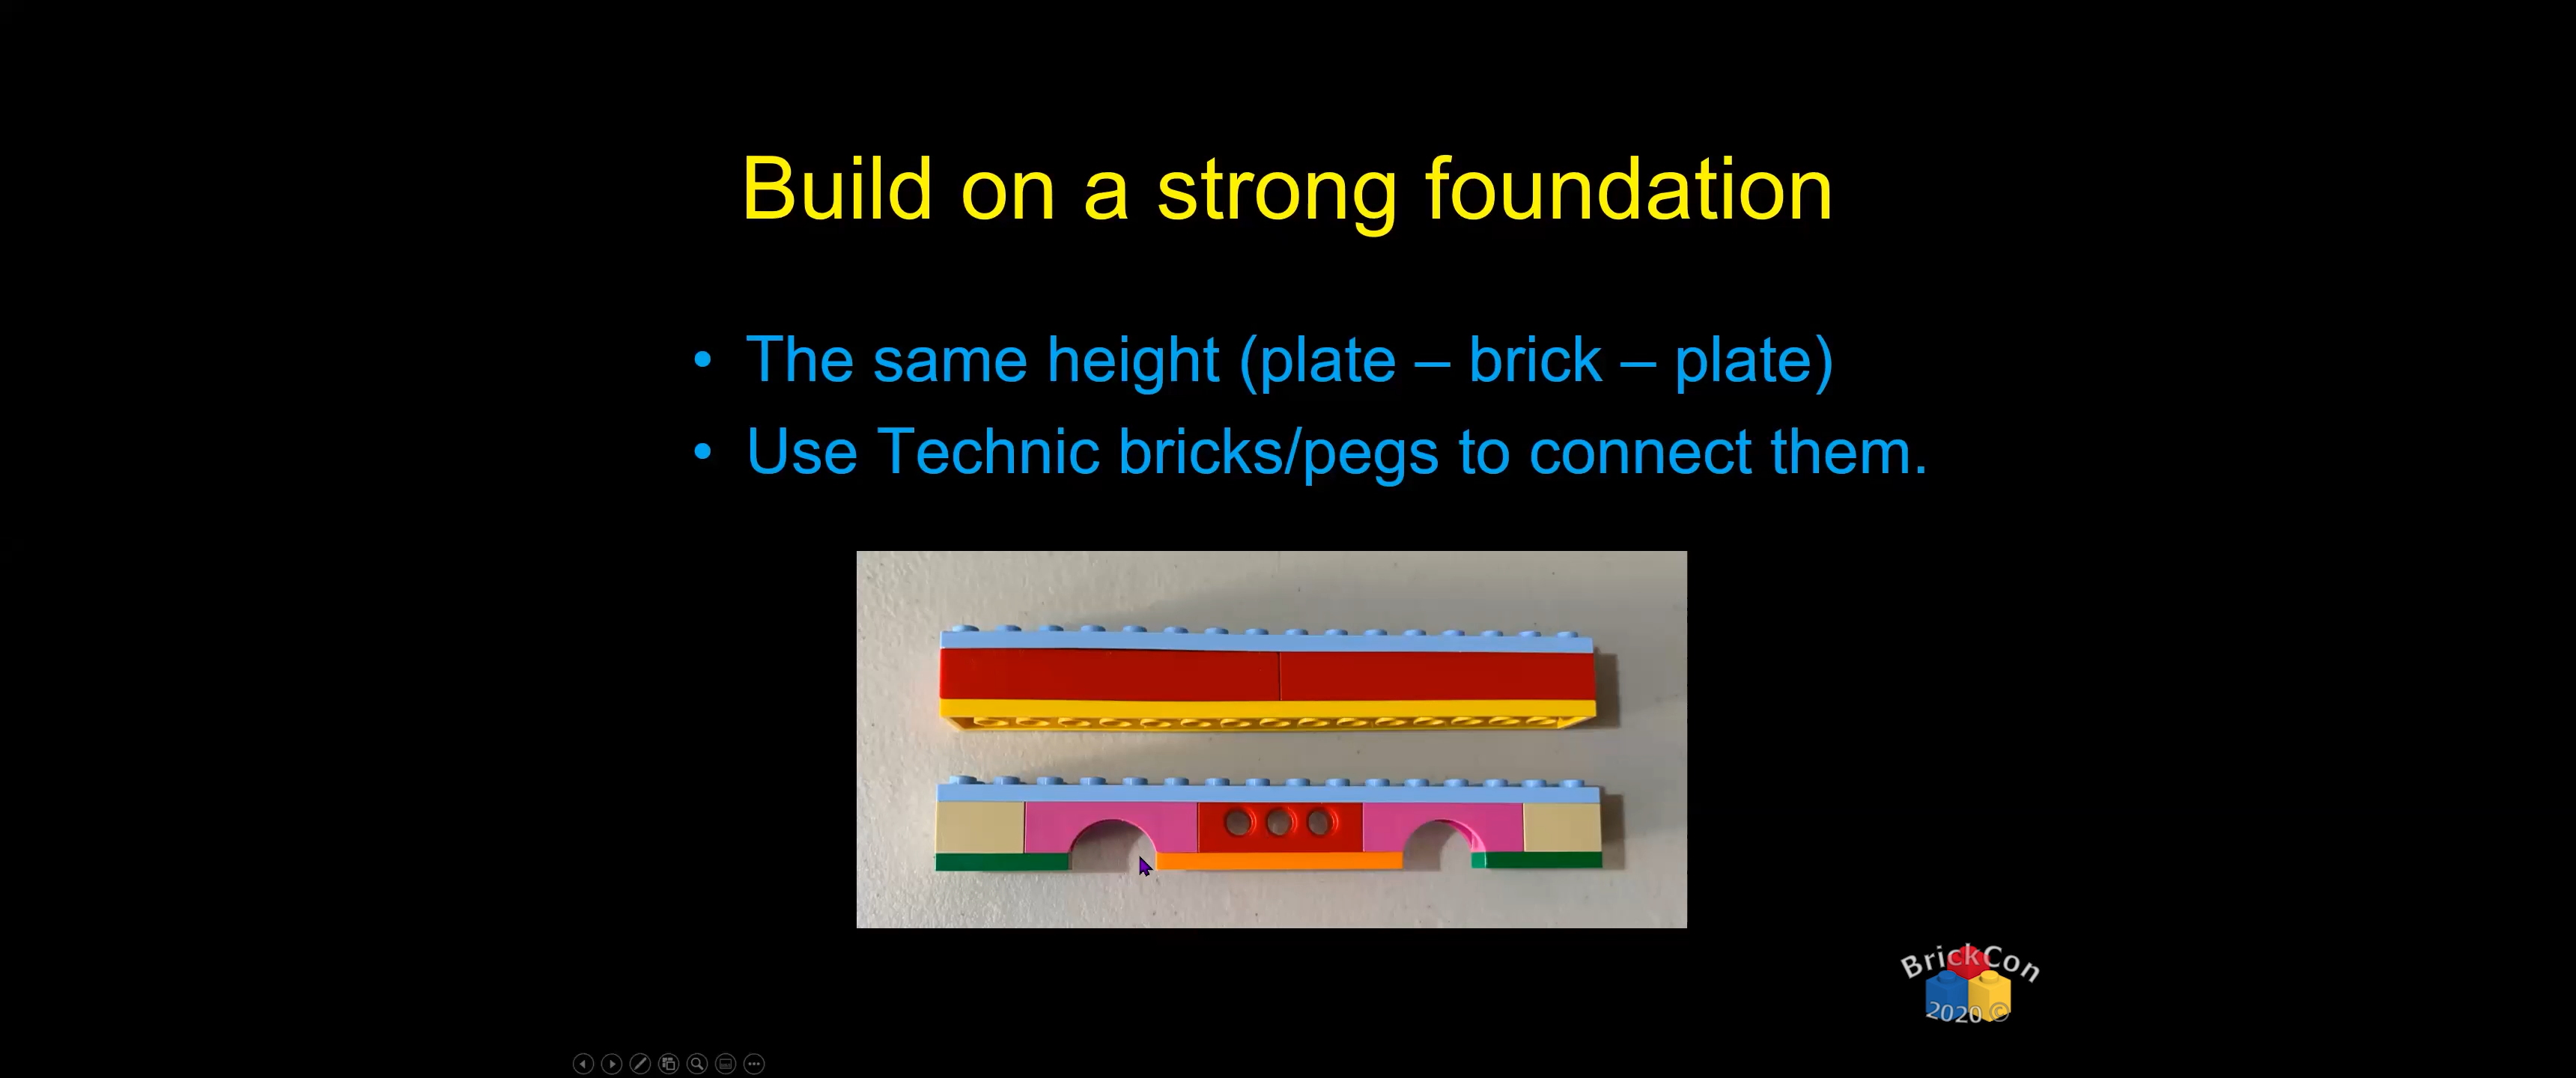 Build on a strong foundation
• The same height (plate – brick – plate)
• Use Technic bricks/pegs to connect them.
BrickCon
2020 ©